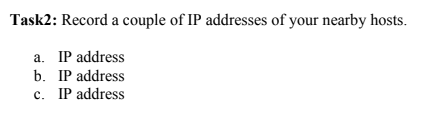 Task2: Record a couple of IP addresses of your nearby hosts.
a. IP address
b. IP address
c. IP address